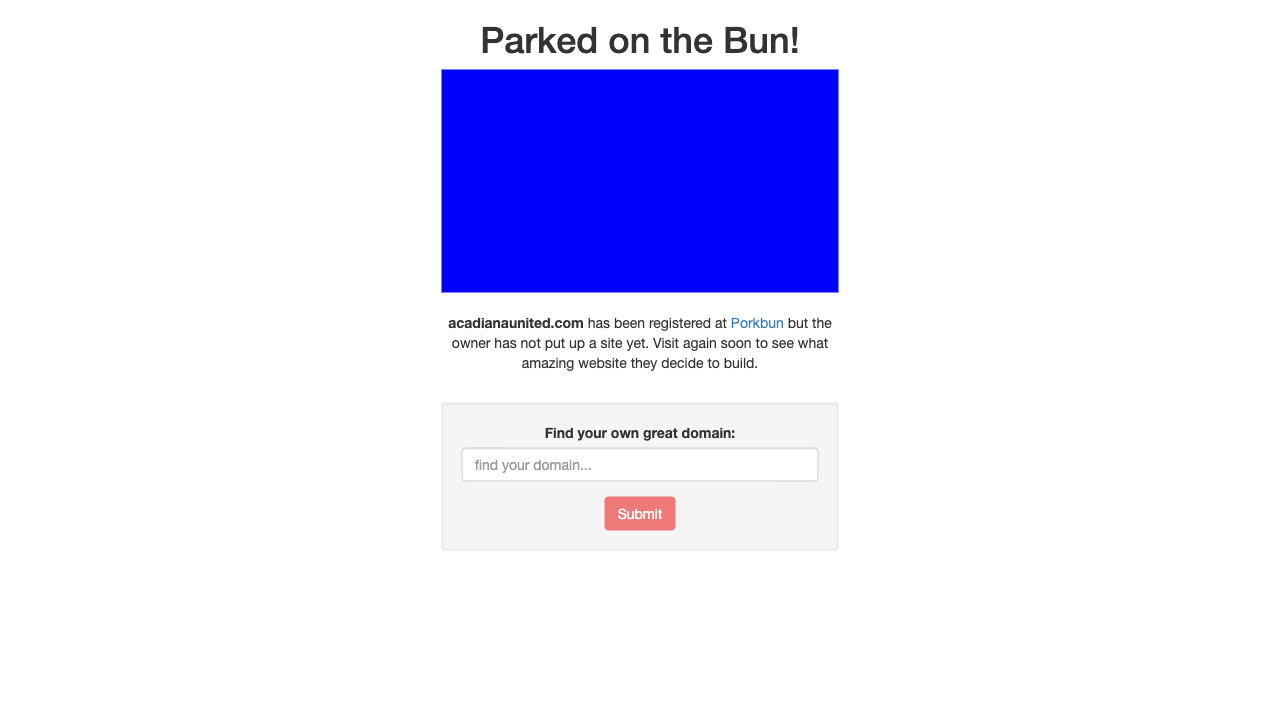 Parked on the Bun!
acadianaunited.com has been registered at Porkbun but the
owner has not put up a site yet. Visit again soon to see what
amazing website they decide to build.
Find your own great domain:
find your domain...
Submit